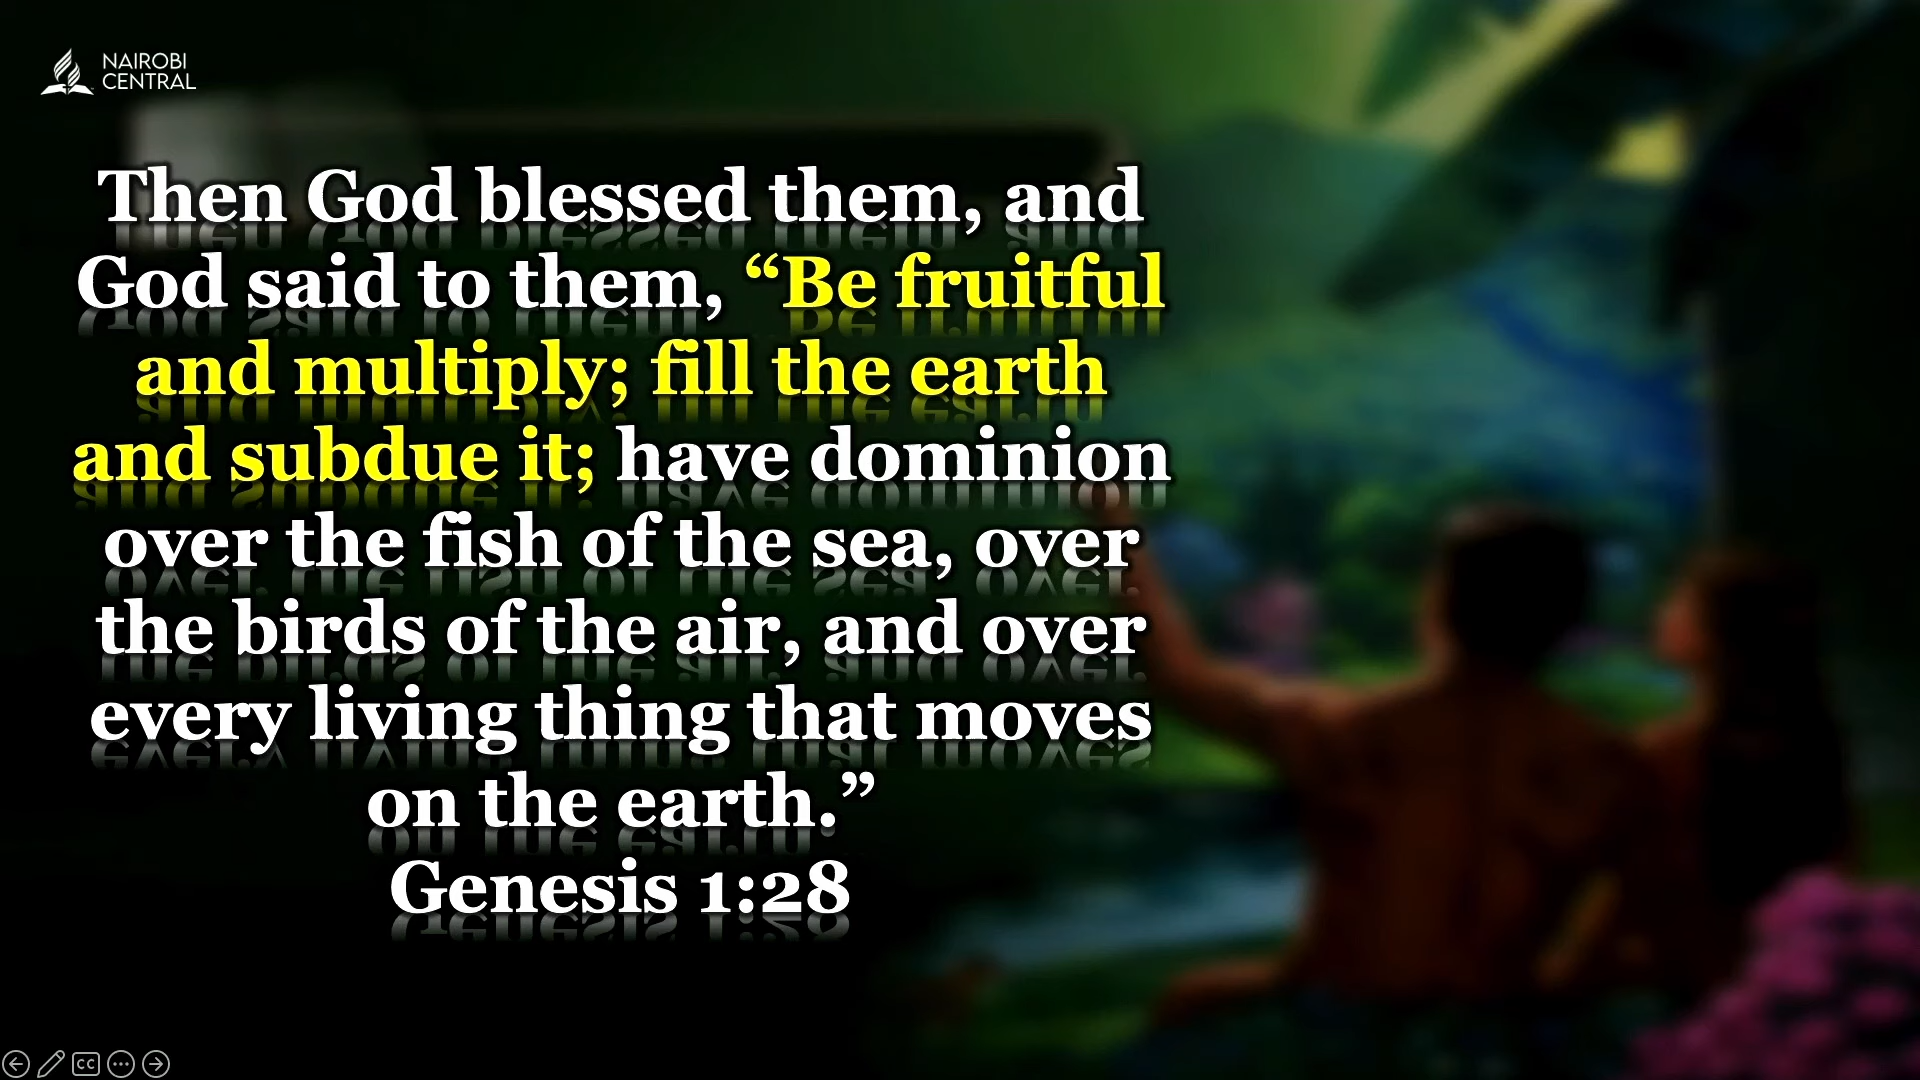 NAIROBI
CENTRAL
Then God blessed them, and
God said to them, “Be fruitful
and multiply; fill the earth
and subdue it; have dominion
over the fish of the sea, over
the birds of the air, and over
every living thing that moves
on the earth.”
Genesis 1:28
CC